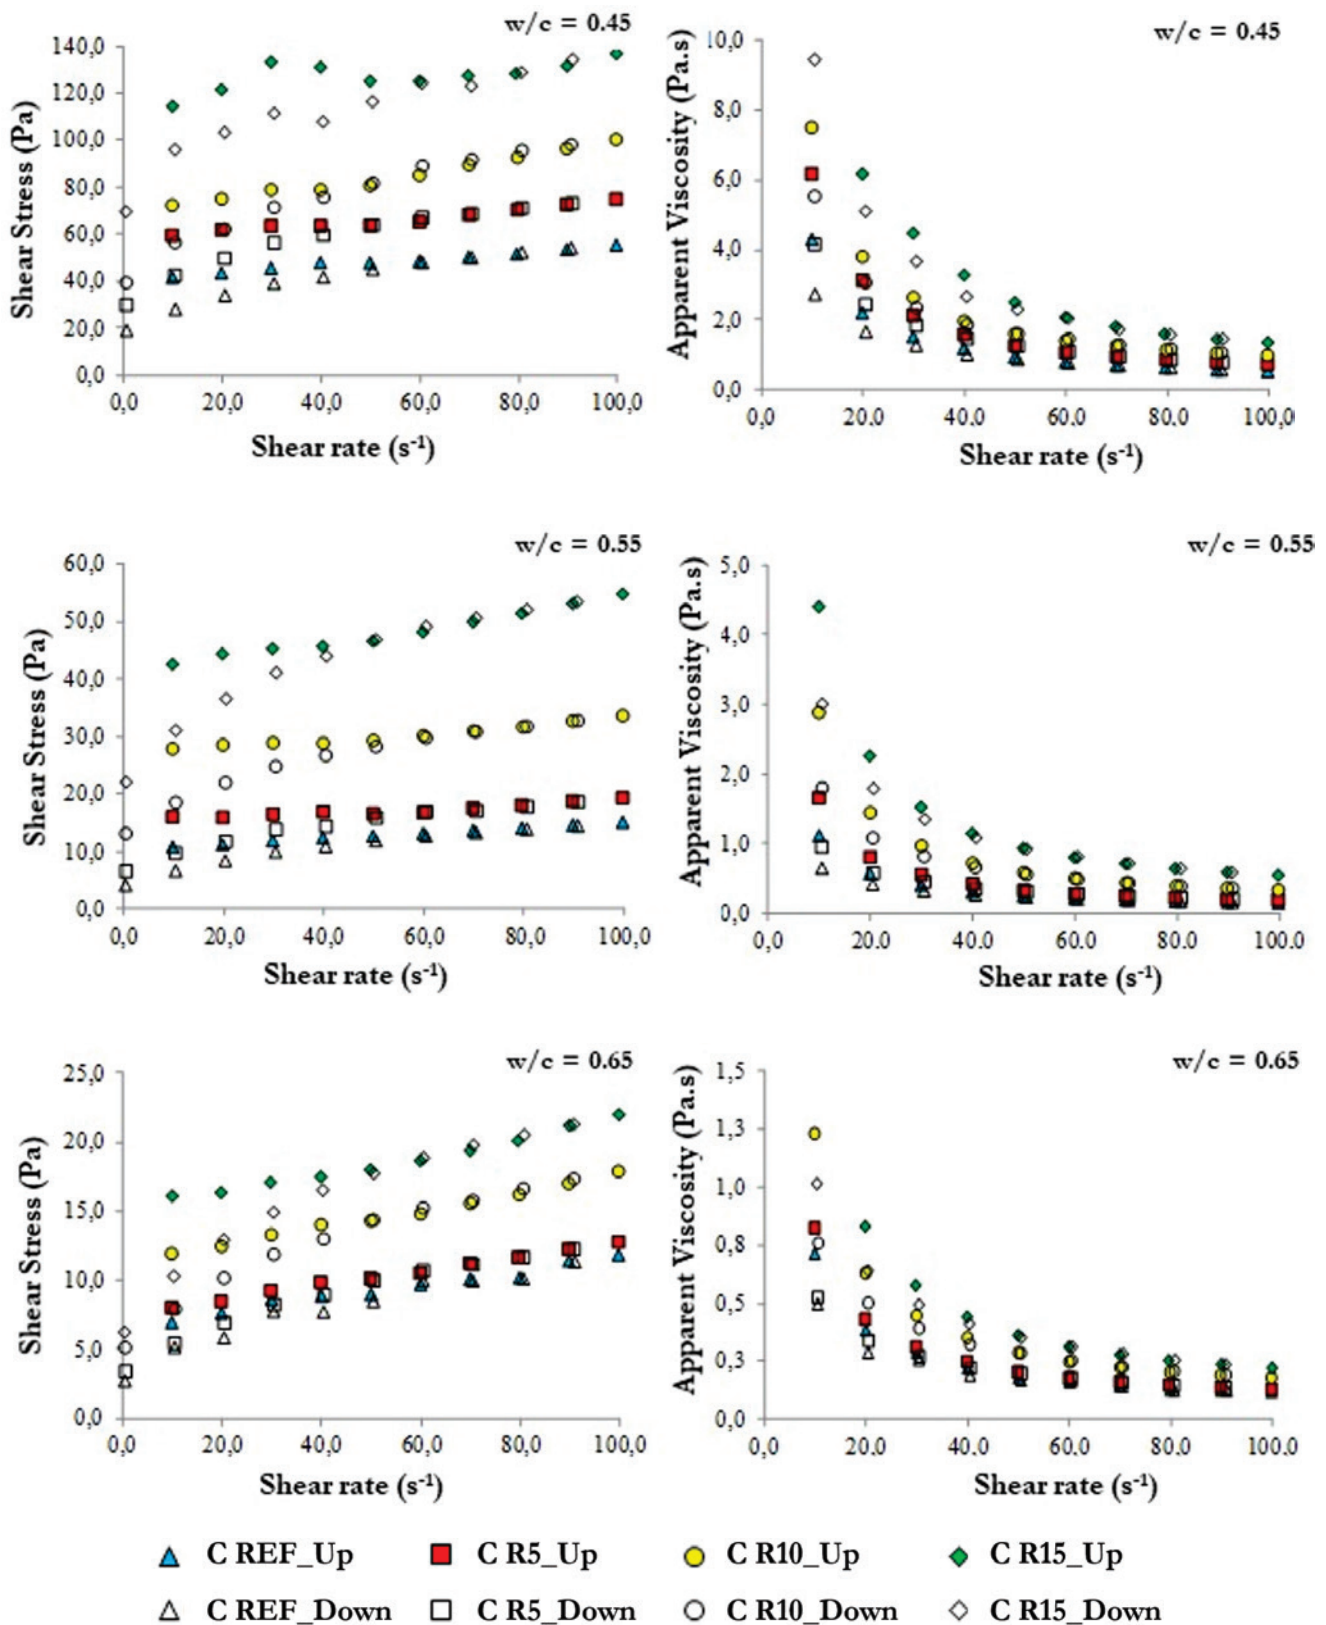 w/c = 0.45
140,0
120,0
100,0
80,0
60,0
40,0
20,0
0,0
Shear Stress (Pa)
0,0 20,0 40,0 60,0 80,0 100,0
Shear rate (s⁻¹)
w/c = 0.45
10,0
8,0
6,0
4,0
2,0
0,0
Apparent Viscosity (Pa.s)
0,0 20.0 40.0 60.0 80.0 100.0
Shear rate (s⁻¹)
w/c = 0.55
60,0
50,0
40,0
30,0
20,0
10,0
0,0
Shear Stress (Pa)
0,0 20,0 40,0 60,0 80,0 100,0
Shear rate (s⁻¹)
w/c = 0.55
5,0
4,0
3,0
2,0
1,0
0,0
Apparent Viscosity (Pa.s)
0,0 20.0 40.0 60.0 80.0 100.0
Shear rate (s⁻¹)
w/c = 0.65
25,0
20,0
15,0
10,0
5,0
0,0
Shear Stress (Pa)
0,0 20,0 40,0 60,0 80,0 100,0
Shear rate (s⁻¹)
w/c = 0.65
1,5
1,3
1,0
0,8
0,5
0,3
0,0
Apparent Viscosity (Pa.s)
0,0 20.0 40.0 60.0 80.0 100.0
Shear rate (s⁻¹)
C REF_Up C R5_Up C R10_Up C R15_Up
C REF_Down C R5_Down C R10_Down C R15_Down